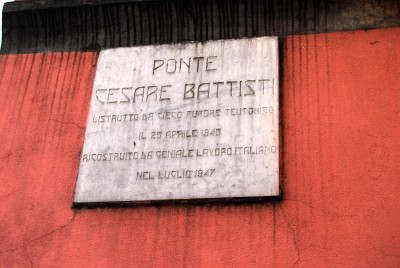 PONTE
CESARE BATTISTI
DISTRUTTO DA CIECO FURORE TEUTONICO
IL 25 APRILE 1945
RICOSTRUITO DA GENIALE LAVORO ITALIANO
NEL LUGLIO 1947